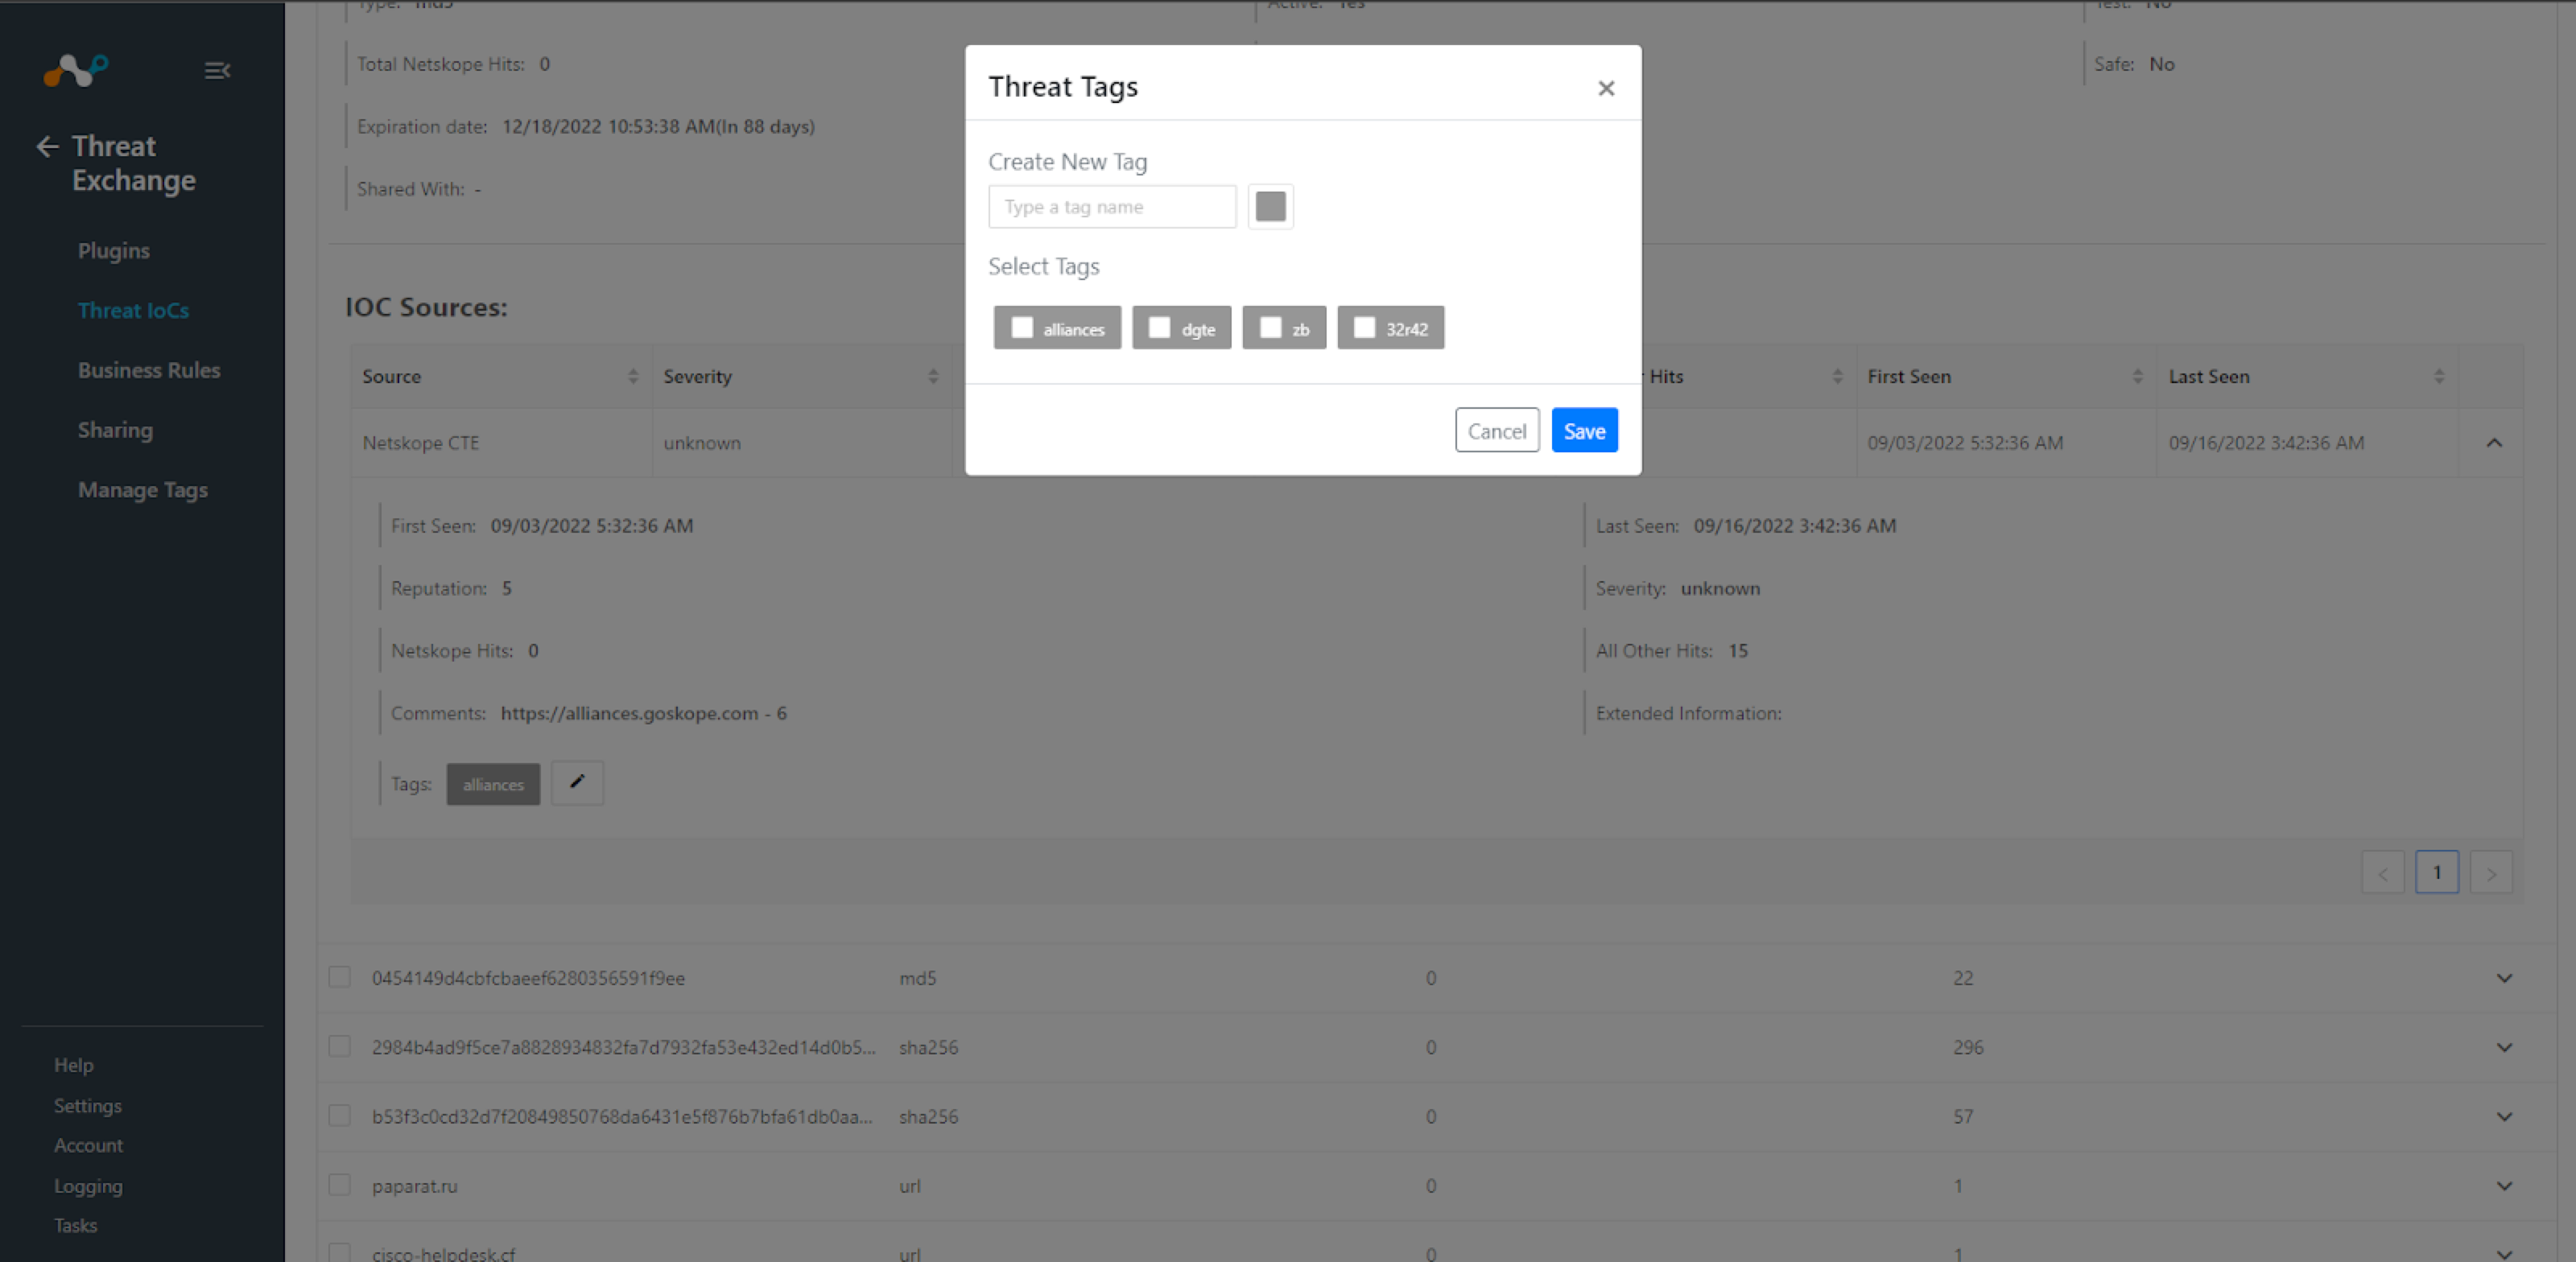 Type: md5
Active: Yes
Test: No
Total Netskope Hits: 0
Safe: No
Expiration date: 12/18/2022 10:53:38 AM(In 88 days)
Shared With: -
Threat Exchange
Plugins
Threat IoCs
Business Rules
Sharing
Manage Tags
Help
Settings
Account
Logging
Tasks
Threat Tags
×
Create New Tag
Type a tag name
Select Tags
alliances dgte zb 32r42
Cancel Save
IOC Sources:
Source Severity Hits First Seen Last Seen
Netskope CTE unknown 09/03/2022 5:32:36 AM 09/16/2022 3:42:36 AM
First Seen: 09/03/2022 5:32:36 AM
Last Seen: 09/16/2022 3:42:36 AM
Reputation: 5
Severity: unknown
Netskope Hits: 0
All Other Hits: 15
Comments: https://alliances.goskope.com - 6
Extended Information:
Tags: alliances
< 1 >
0454149d4cbfcbaeef6280356591f9ee md5 0 22
2984b4ad9f5ce7a8828934832fa7d7932fa53e432ed14d0b5... sha256 0 296
b53f3c0cd32d7f20849850768da6431e5f876b7bfa61db0aa... sha256 0 57
paparat.ru url 0 1
cisco-helpdesk.cf url 0 1